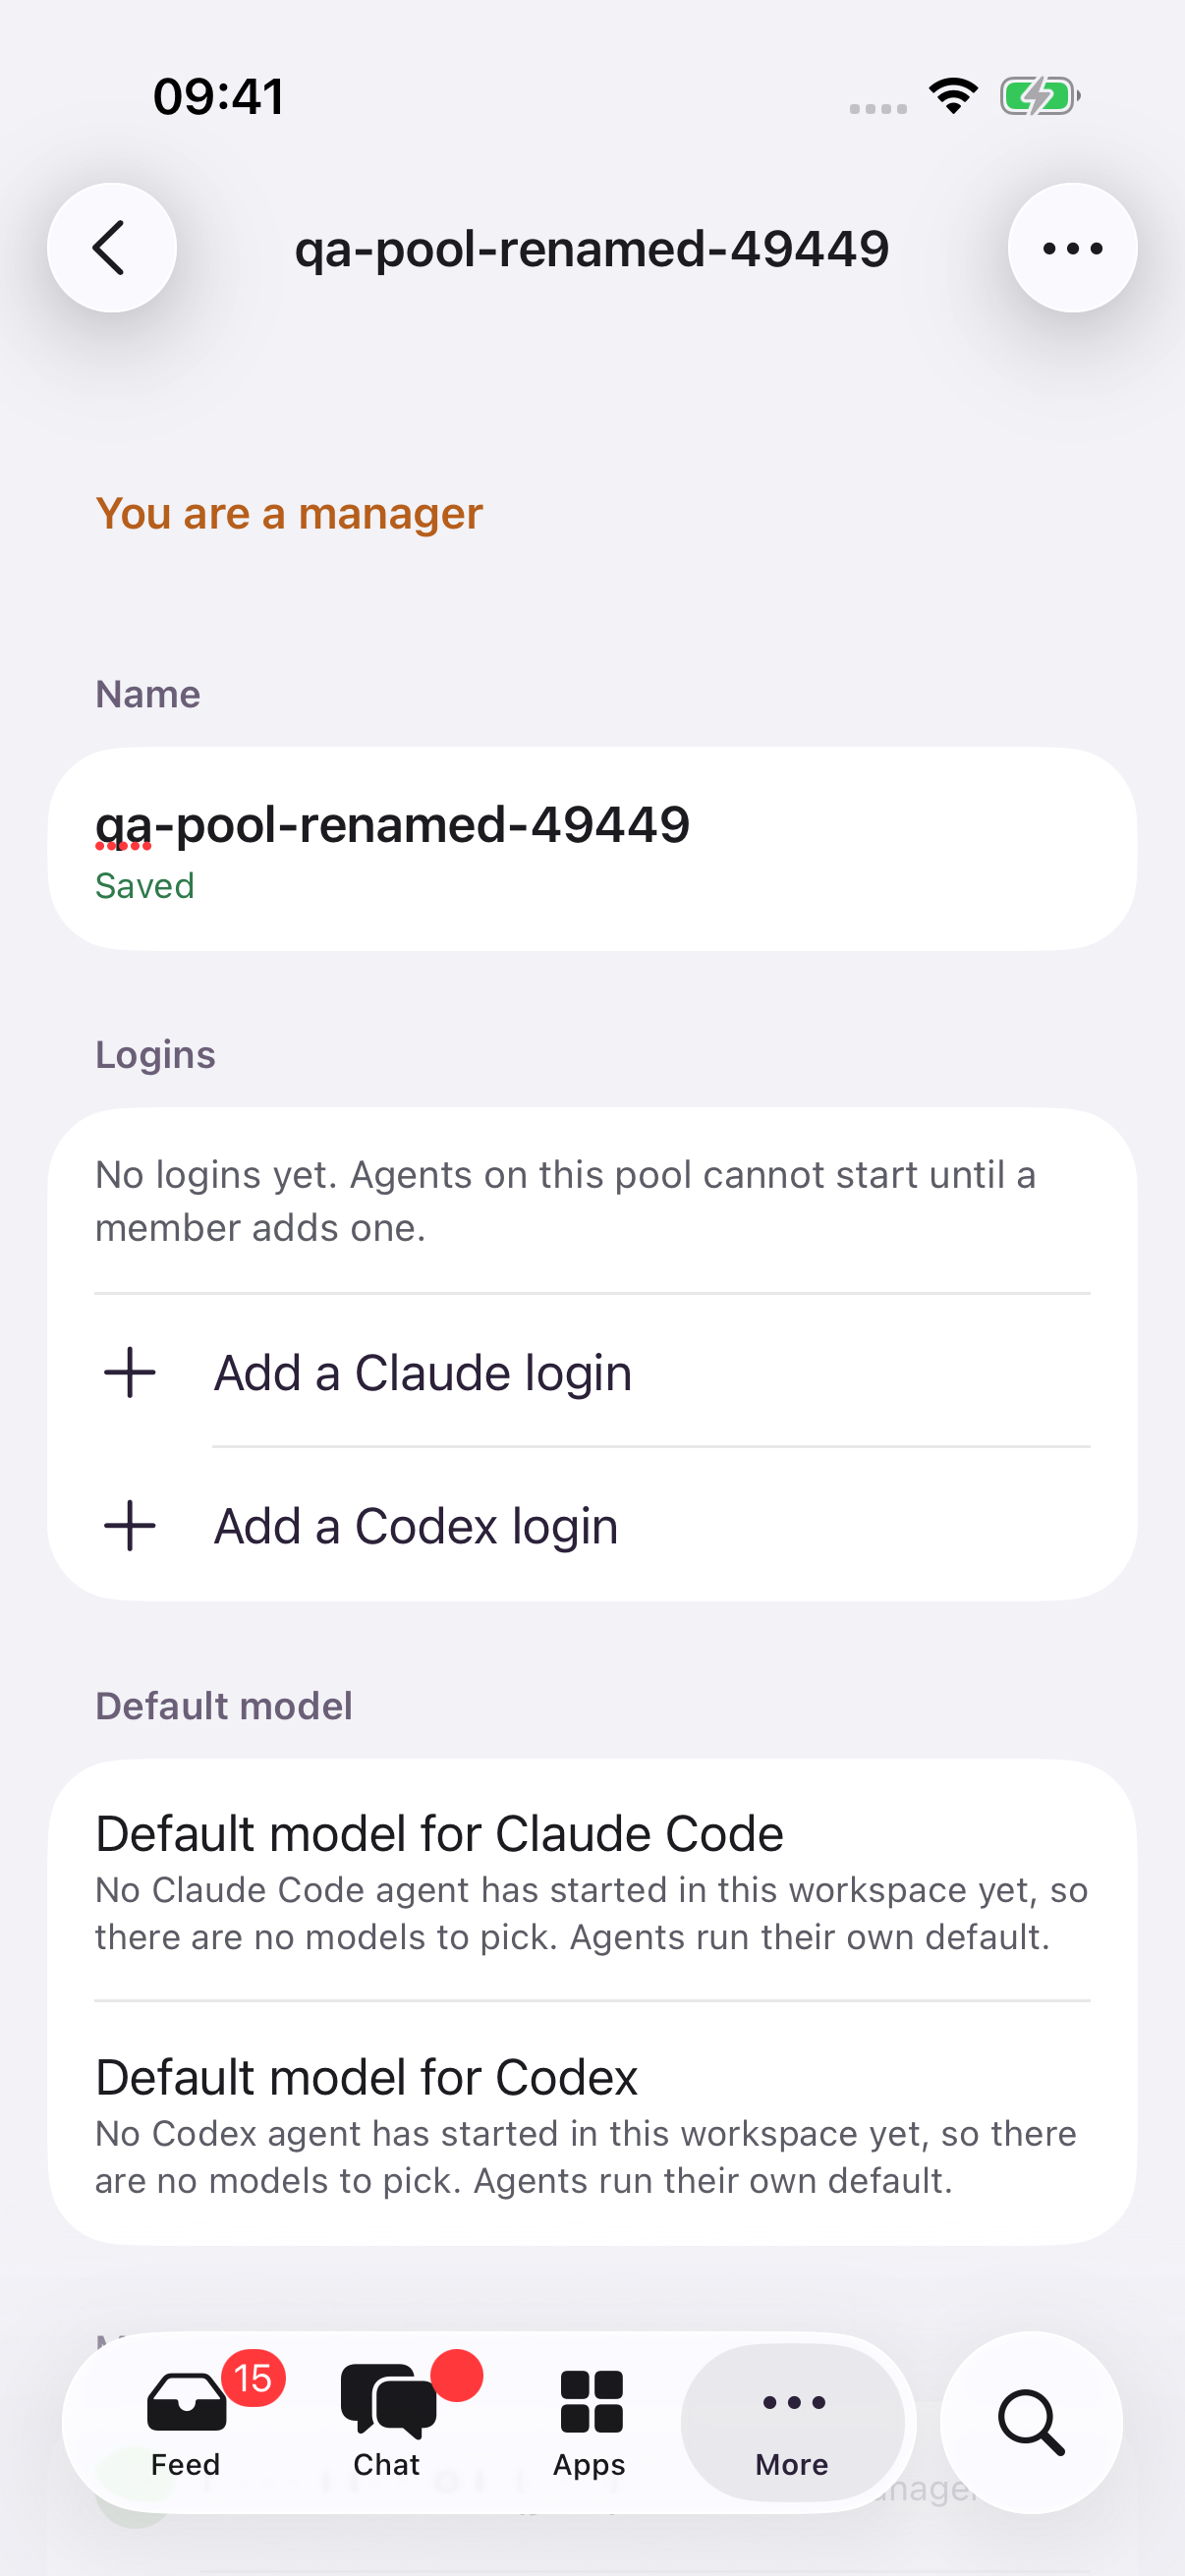 09:41
qa-pool-renamed-49449
You are a manager
Name
qa-pool-renamed-49449
Saved
Logins
No logins yet. Agents on this pool cannot start until a
member adds one.
Add a Claude login
Add a Codex login
Default model
Default model for Claude Code
No Claude Code agent has started in this workspace yet, so
there are no models to pick. Agents run their own default.
Default model for Codex
No Codex agent has started in this workspace yet, so there
are no models to pick. Agents run their own default.
15
Feed
Chat
Apps
More